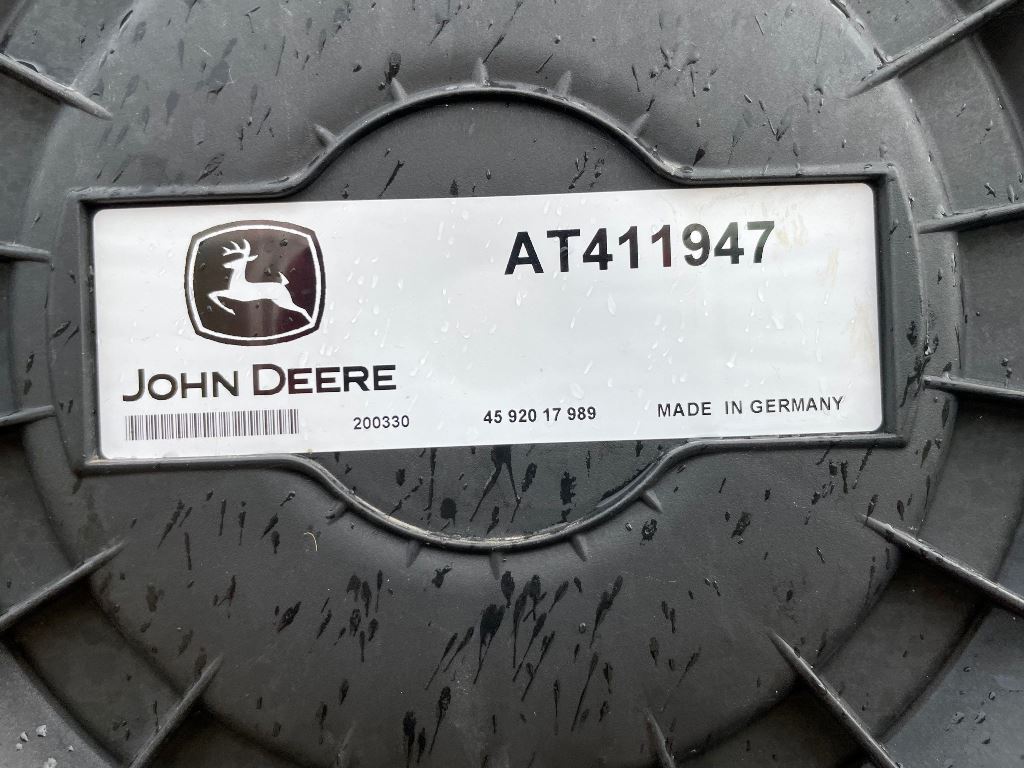 AT411947
JOHN DEERE
200330 45 920 17 989 MADE IN GERMANY